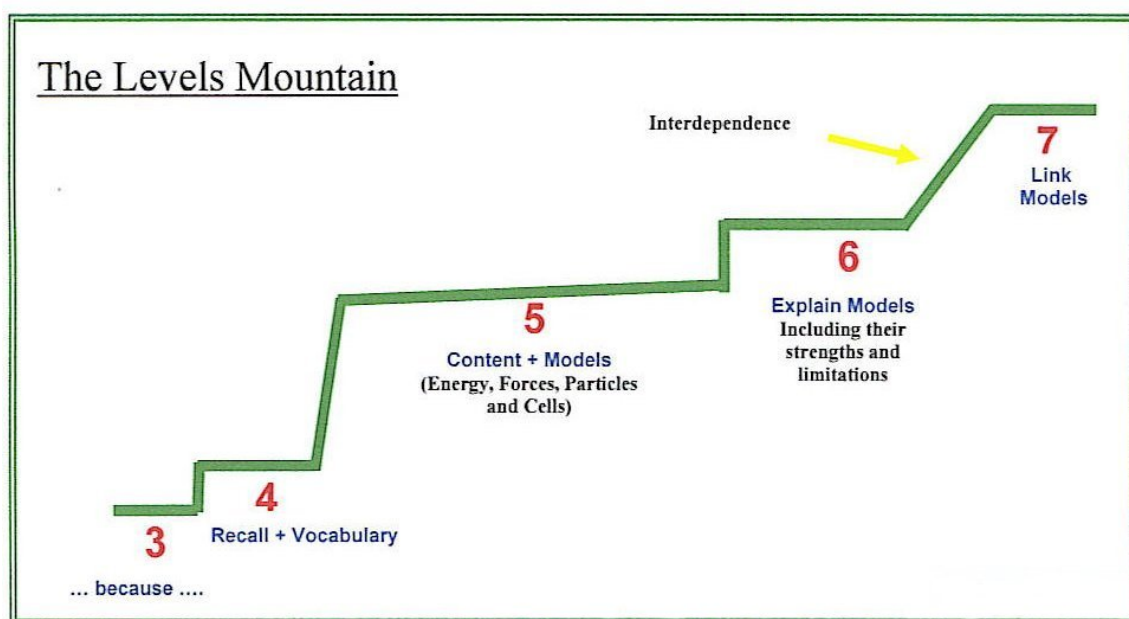 The Levels Mountain
Interdependence
7
Link
Models
6
Explain Models
Including their
strengths and
limitations
5
Content + Models
(Energy, Forces, Particles
and Cells)
4
Recall + Vocabulary
3
... because ....